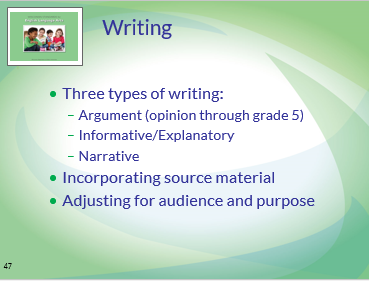 Writing
• Three types of writing:
– Argument (opinion through grade 5)
– Informative/Explanatory
– Narrative
• Incorporating source material
• Adjusting for audience and purpose
47